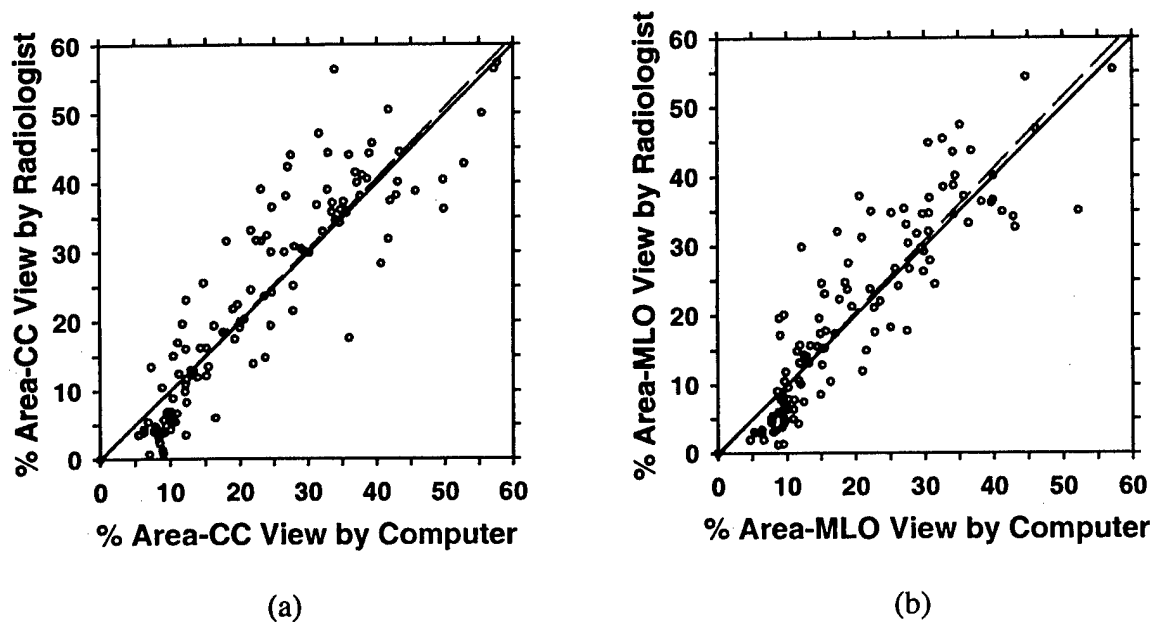 % Area-CC View by Radiologist
60
50
40
30
20
10
0
0 10 20 30 40 50 60
% Area-CC View by Computer
(a)
% Area-MLO View by Radiologist
60
50
40
30
20
10
0
0 10 20 30 40 50 60
% Area-MLO View by Computer
(b)